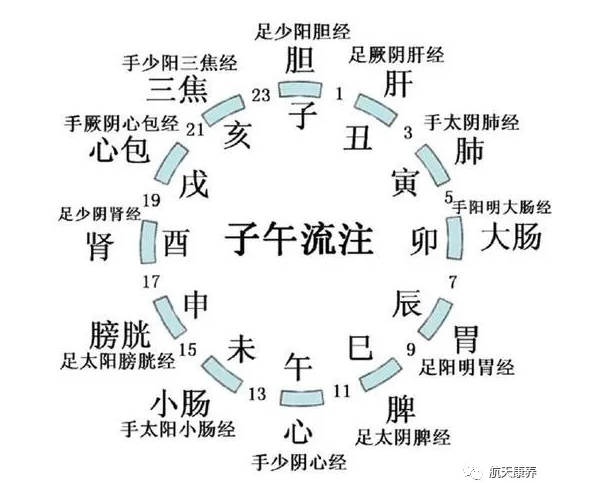 足少阳胆经
胆
子
1
足厥阴肝经
肝
丑
3
手太阴肺经
肺
寅
5
手阳明大肠经
大肠
卯
7
辰
胃
足阳明胃经
9
巳
脾
足太阴脾经
11
午
心
手少阴心经
13
未
小肠
手太阳小肠经
15
申
膀胱
足太阳膀胱经
17
足少阴肾经
肾
酉
19
手厥阴心包经
心包
戌
21
手少阳三焦经
三焦
亥
23
子午流注
航天康养